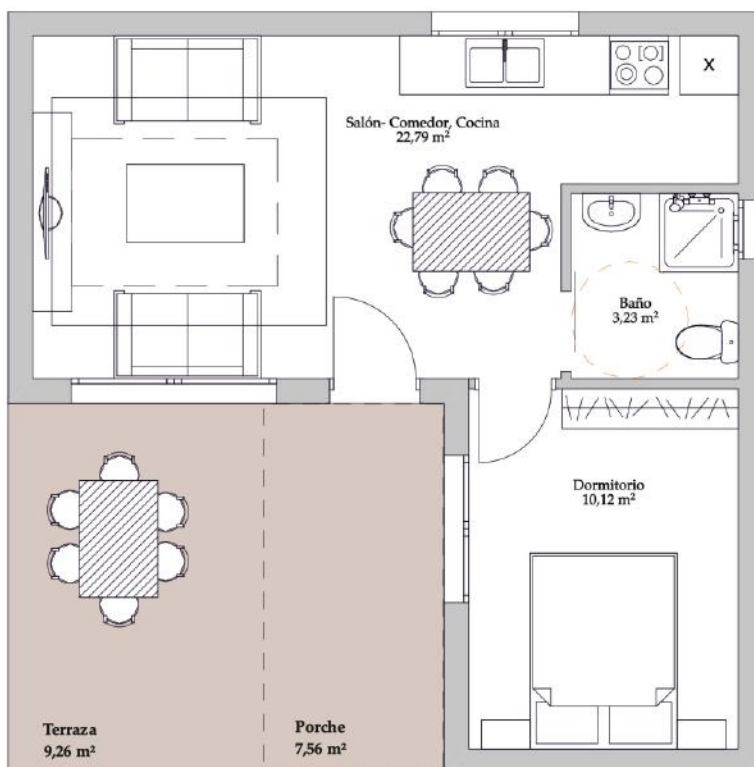 X
Salón- Comedor, Cocina
22,79 m²
Baño
3,23 m²
Dormitorio
10,12 m²
Terraza
9,26 m²
Porche
7,56 m²